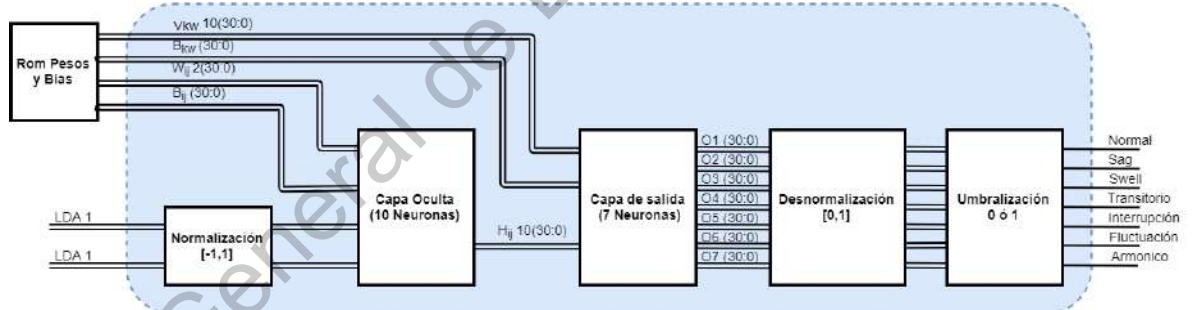 Vkw 10(30:0)
Bkw (30:0)
Wij 2(30:0)
Bij (30:0)
Rom Pesos
y Bias
LDA 1
LDA 1
Normalización
[-1,1]
Capa Oculta
(10 Neuronas)
Hij 10(30:0)
Capa de salida
(7 Neuronas)
O1 (30:0)
O2 (30:0)
O3 (30:0)
O4 (30:0)
O5 (30:0)
O6 (30:0)
O7 (30:0)
Desnormalización
[0,1]
Umbralización
0 ó 1
Normal
Sag
Swell
Transitorio
Interrupción
Fluctuación
Armonico
General de